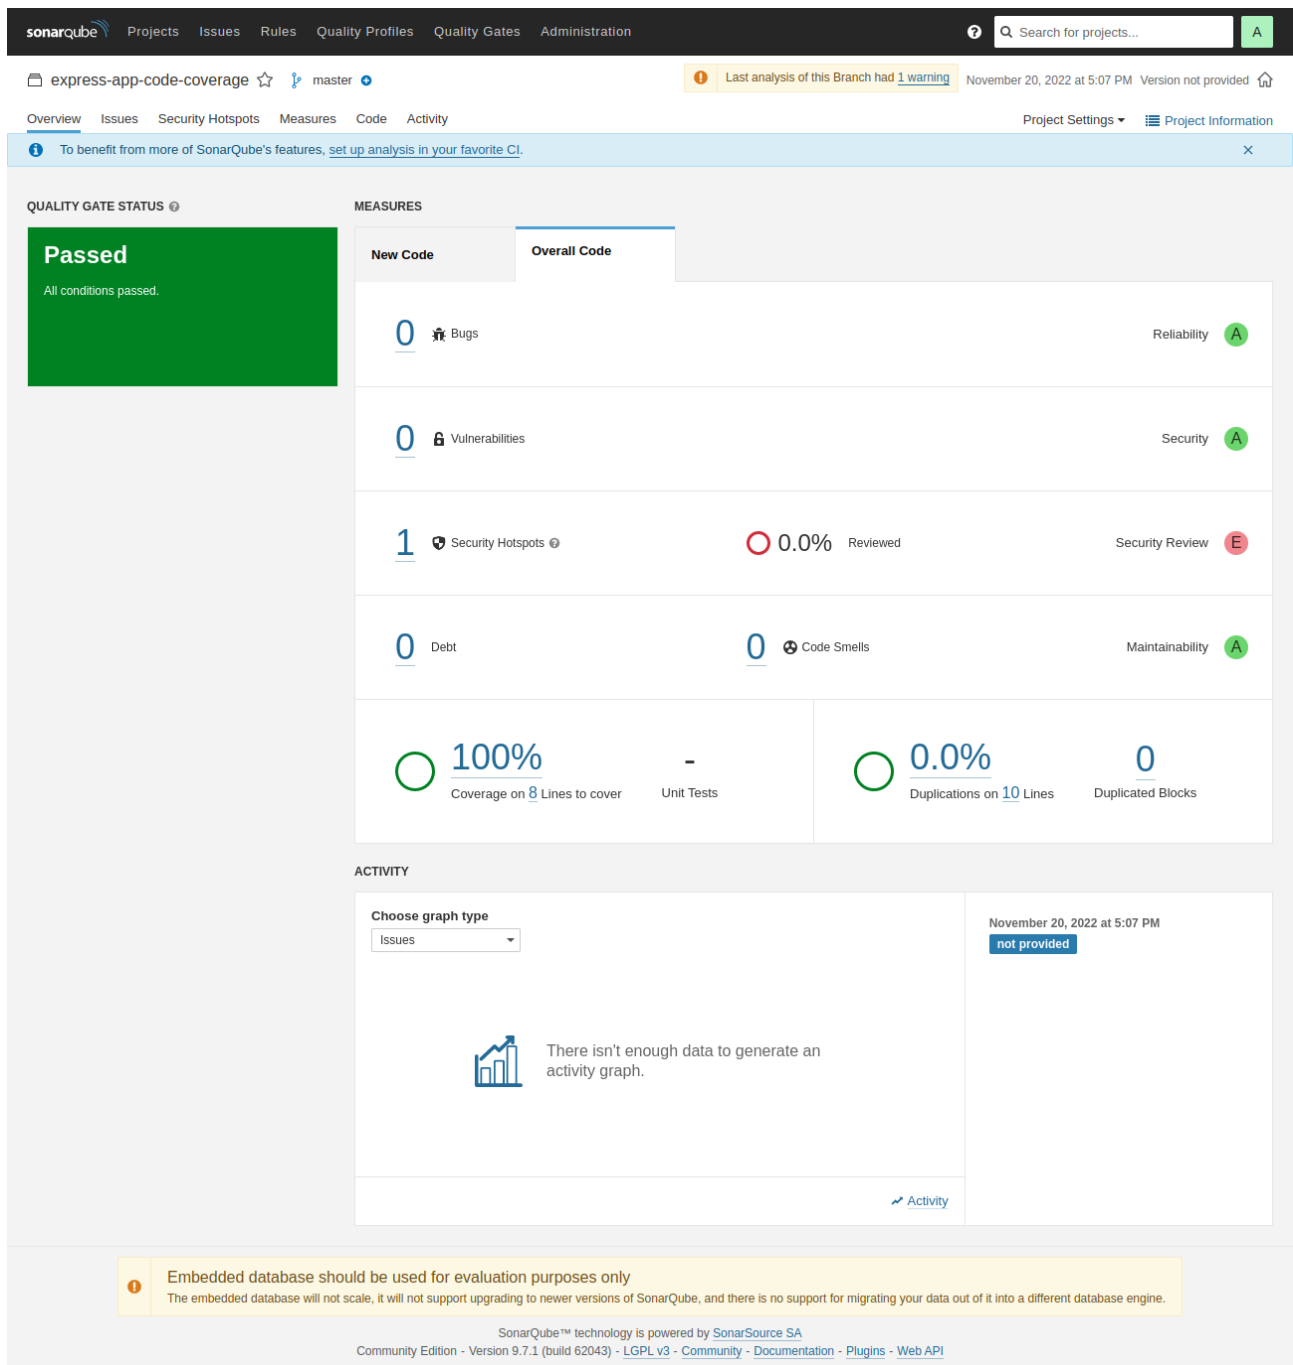 sonarqube Projects Issues Rules Quality Profiles Quality Gates Administration Search for projects... A
express-app-code-coverage master Last analysis of this Branch had 1 warning November 20, 2022 at 5:07 PM Version not provided
Overview Issues Security Hotspots Measures Code Activity Project Settings Project Information
To benefit from more of SonarQube's features, set up analysis in your favorite CI.
QUALITY GATE STATUS
Passed
All conditions passed.
MEASURES
New Code Overall Code
0 Bugs Reliability A
0 Vulnerabilities Security A
1 Security Hotspots 0.0% Reviewed Security Review E
0 Debt 0 Code Smells Maintainability A
100% - 0.0% 0
Coverage on 8 Lines to cover Unit Tests Duplications on 10 Lines Duplicated Blocks
ACTIVITY
Choose graph type
Issues
November 20, 2022 at 5:07 PM
not provided
There isn't enough data to generate an
activity graph.
Activity
Embedded database should be used for evaluation purposes only
The embedded database will not scale, it will not support upgrading to newer versions of SonarQube, and there is no support for migrating your data out of it into a different database engine.
SonarQube™ technology is powered by SonarSource SA
Community Edition - Version 9.7.1 (build 62043) - LGPL v3 - Community - Documentation - Plugins - Web API